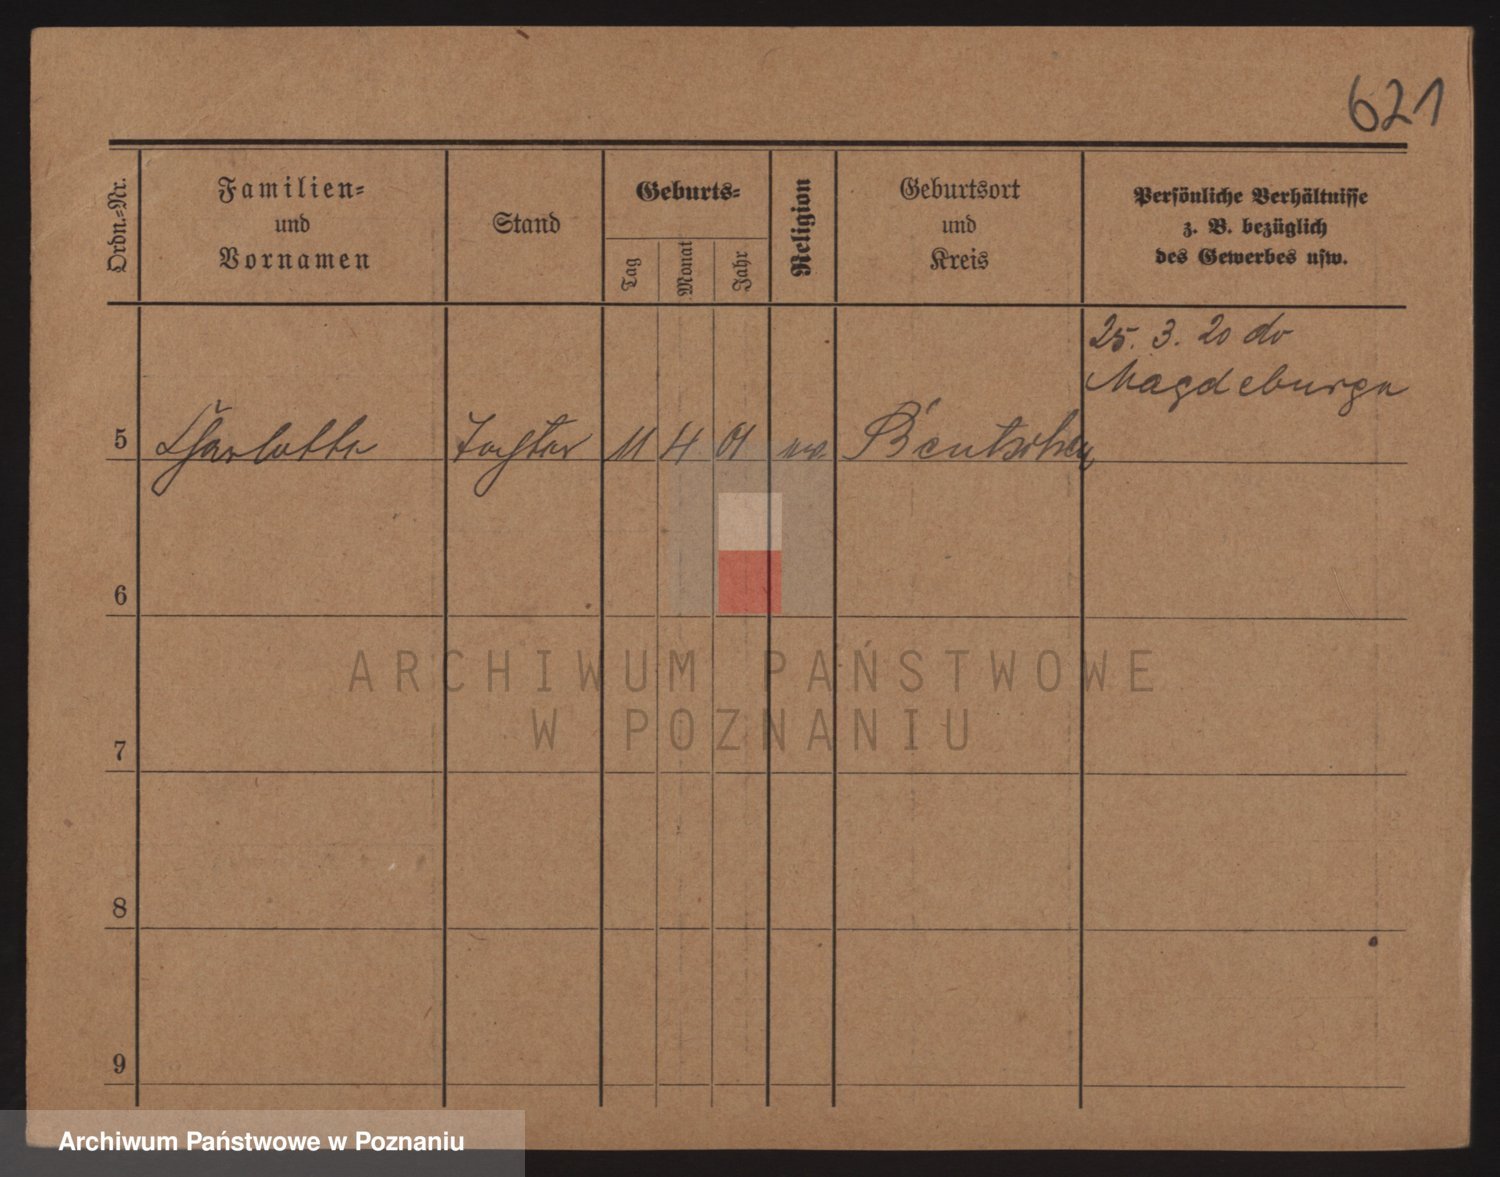 621
Ordn.-Nr.
Familien-
und
Vornamen
Stand
Geburts-
Tag
Monat
Jahr
Religion
Geburtsort
und
Kreis
Persönliche Verhältnisse
z. B. bezüglich
des Gewerbes usw.
25. 3. 20 do
Magdeburga
5 Charlotte Tochter 11 4 01 ev. Bentschen
6
7
8
9
ARCHIWUM PAŃSTWOWE
W POZNANIU
Archiwum Państwowe w Poznaniu